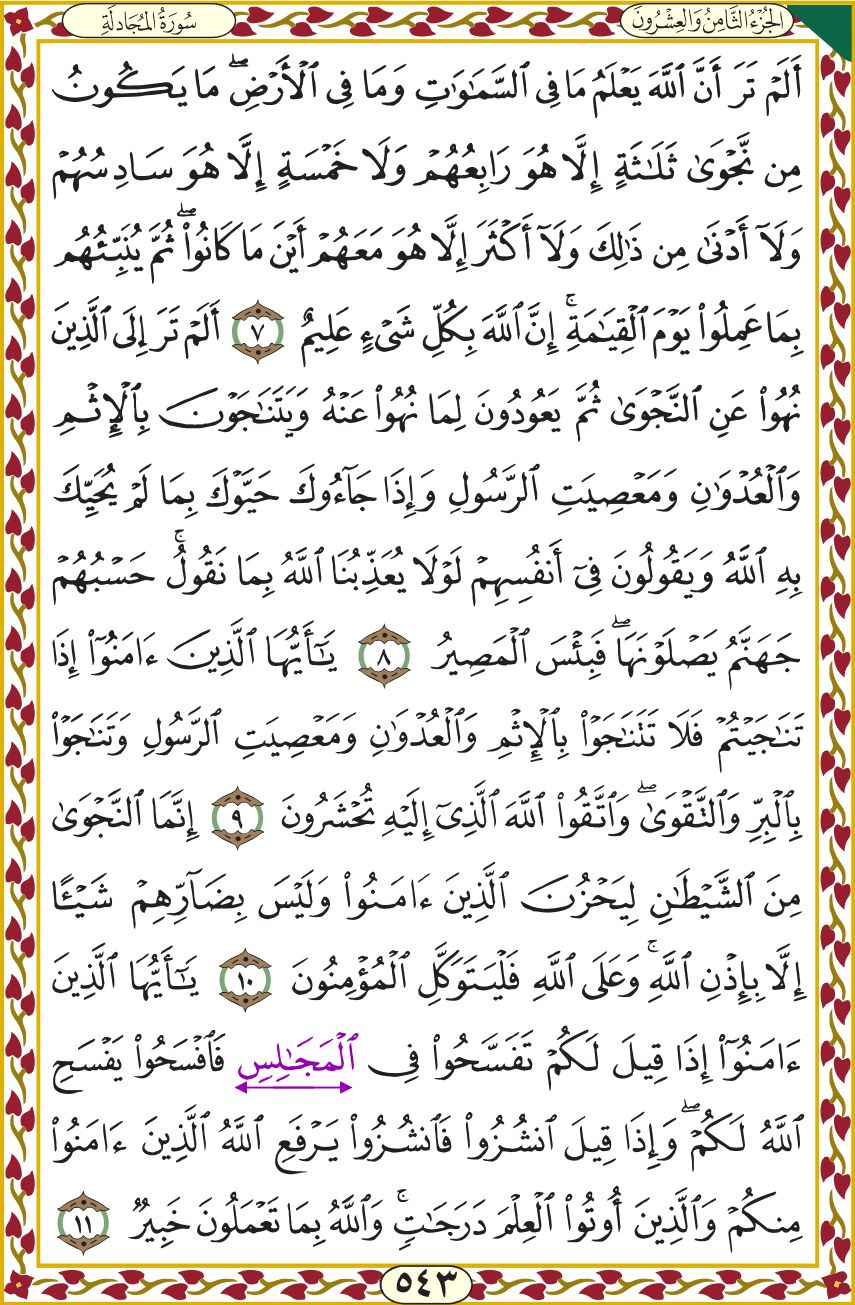 الجُزْءُ الثَّامِنُ وَالعِشْرُونَ
سُورَةُ المُجَادلَةِ
أَلَمْ تَرَ أَنَّ ٱللَّهَ يَعْلَمُ مَا فِى ٱلسَّمَٰوَٰتِ وَمَا فِى ٱلْأَرْضِۖ مَا يَكُونُ
مِن نَّجْوَىٰ ثَلَٰثَةٍ إِلَّا هُوَ رَابِعُهُمْ وَلَا خَمْسَةٍ إِلَّا هُوَ سَادِسُهُمْ
وَلَآ أَدْنَىٰ مِن ذَٰلِكَ وَلَآ أَكْثَرَ إِلَّا هُوَ مَعَهُمْ أَيْنَ مَا كَانُوا۟ۖ ثُمَّ يُنَبِّئُهُم
بِمَا عَمِلُوا۟ يَوْمَ ٱلْقِيَٰمَةِۚ إِنَّ ٱللَّهَ بِكُلِّ شَىْءٍ عَلِيمٌ ٧ أَلَمْ تَرَ إِلَى ٱلَّذِينَ
نُهُوا۟ عَنِ ٱلنَّجْوَىٰ ثُمَّ يَعُودُونَ لِمَا نُهُوا۟ عَنْهُ وَيَتَنَٰجَوْنَ بِٱلْإِثْمِ
وَٱلْعُدْوَٰنِ وَمَعْصِيَتِ ٱلرَّسُولِ وَإِذَا جَآءُوكَ حَيَّوْكَ بِمَا لَمْ يُحَيِّكَ
بِهِ ٱللَّهُ وَيَقُولُونَ فِىٓ أَنفُسِهِمْ لَوْلَا يُعَذِّبُنَا ٱللَّهُ بِمَا نَقُولُۚ حَسْبُهُمْ
جَهَنَّمُ يَصْلَوْنَهَاۖ فَبِئْسَ ٱلْمَصِيرُ ٨ يَٰٓأَيُّهَا ٱلَّذِينَ ءَامَنُوٓا۟ إِذَا
تَنَٰجَيْتُمْ فَلَا تَتَنَٰجَوْا۟ بِٱلْإِثْمِ وَٱلْعُدْوَٰنِ وَمَعْصِيَتِ ٱلرَّسُولِ وَتَنَٰجَوْا۟
بِٱلْبِرِّ وَٱلتَّقْوَىٰۖ وَٱتَّقُوا۟ ٱللَّهَ ٱلَّذِىٓ إِلَيْهِ تُحْشَرُونَ ٩ إِنَّمَا ٱلنَّجْوَىٰ
مِنَ ٱلشَّيْطَٰنِ لِيَحْزُنَ ٱلَّذِينَ ءَامَنُوا۟ وَلَيْسَ بِضَآرِّهِمْ شَيْـًٔا
إِلَّا بِإِذْنِ ٱللَّهِۚ وَعَلَى ٱللَّهِ فَلْيَتَوَكَّلِ ٱلْمُؤْمِنُونَ ١٠ يَٰٓأَيُّهَا ٱلَّذِينَ
ءَامَنُوٓا۟ إِذَا قِيلَ لَكُمْ تَفَسَّحُوا۟ فِى ٱلْمَجَٰلِسِ فَٱفْسَحُوا۟ يَفْسَحِ
ٱللَّهُ لَكُمْۖ وَإِذَا قِيلَ ٱنشُزُوا۟ فَٱنشُزُوا۟ يَرْفَعِ ٱللَّهُ ٱلَّذِينَ ءَامَنُوا۟
مِنكُمْ وَٱلَّذِينَ أُوتُوا۟ ٱلْعِلْمَ دَرَجَٰتٍۚ وَٱللَّهُ بِمَا تَعْمَلُونَ خَبِيرٌ ١١
٥٤٣